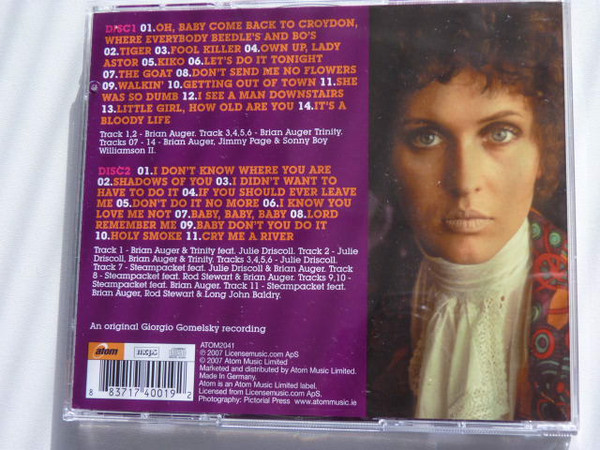 DISC1 01.OH, BABY COME BACK TO CROYDON,
WHERE EVERYBODY BEEDLE'S AND BO'S
02.TIGER 03.FOOL KILLER 04.OWN UP, LADY
ASTOR 05.KIKO 06.LET'S DO IT TONIGHT
07.THE GOAT 08.DON'T SEND ME NO FLOWERS
09.WALKIN' 10.GETTING OUT OF TOWN 11.SHE
WAS SO DUMB 12.I SEE A MAN DOWNSTAIRS
13.LITTLE GIRL, HOW OLD ARE YOU 14.IT'S A
BLOODY LIFE
Track 1,2 - Brian Auger. Track 3,4,5,6 - Brian Auger Trinity.
Tracks 07 - 14 - Brian Auger, Jimmy Page & Sonny Boy
Williamson II.
DISC2 01.I DON'T KNOW WHERE YOU ARE
02.SHADOWS OF YOU 03.I DIDN'T WANT TO
HAVE TO DO IT 04.IF YOU SHOULD EVER LEAVE
ME 05.DON'T DO IT NO MORE 06.I KNOW YOU
LOVE ME NOT 07.BABY, BABY, BABY 08.LORD
REMEMBER ME 09.BABY DON'T YOU DO IT
10.HOLY SMOKE 11.CRY ME A RIVER
Track 1 - Brian Auger & Trinity feat. Julie Driscoll. Track 2 - Julie
Driscoll, Brian Auger & Trinity. Tracks 3,4,5,6 - Julie Driscoll.
Track 7 - Steampacket feat. Julie Driscoll & Brian Auger. Track
8 - Steampacket feat. Rod Stewart & Brian Auger. Tracks 9,10 -
Steampacket feat. Brian Auger. Track 11 - Steampacket feat.
Brian Auger, Rod Stewart & Long John Baldry.
An original Giorgio Gomelsky recording
atom
ncb
8 83717 40019 2
ATOM2041
℗ 2007 Licensemusic.com ApS
© 2007 Atom Music Limited
Marketed and distributed by Atom Music Limited.
Made in Germany.
Atom is an Atom Music Limited label,
Licensed from Licensemusic.com ApS.
Photography: Pictorial Press www.atommusic.ie